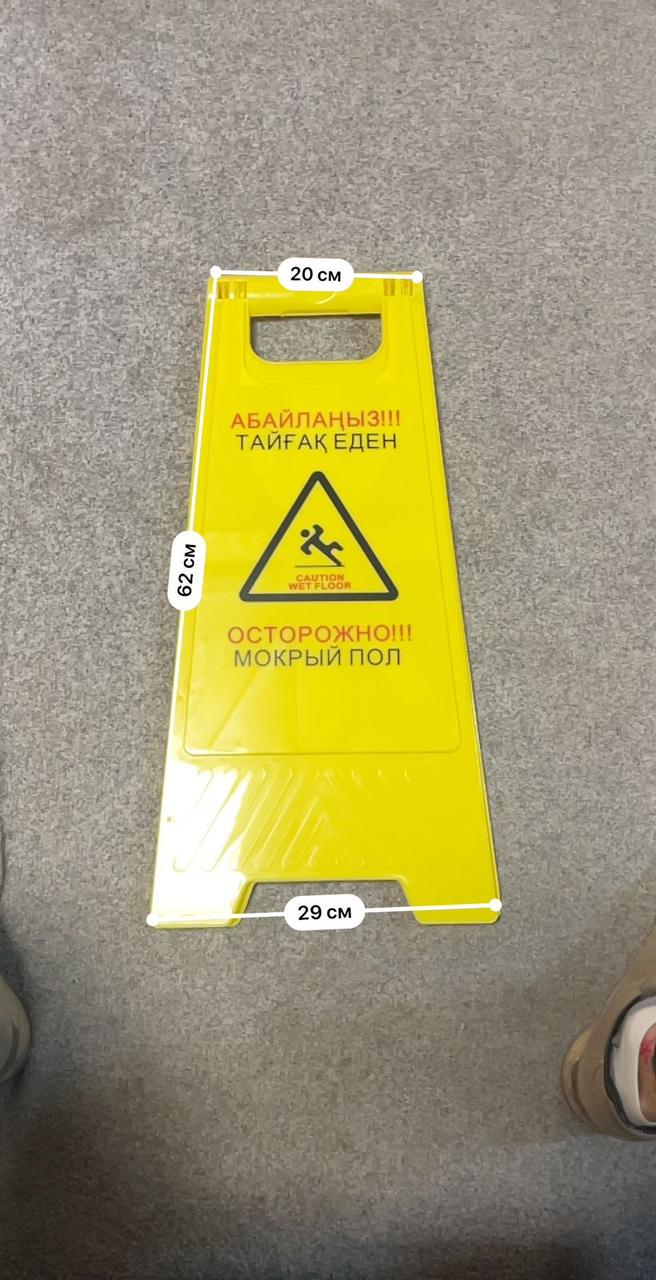 20 см
АБАЙЛАҢЫЗ!!!
ТАЙҒАҚ ЕДЕН
62 см
CAUTION
WET FLOOR
ОСТОРОЖНО!!!
МОКРЫЙ ПОЛ
29 см